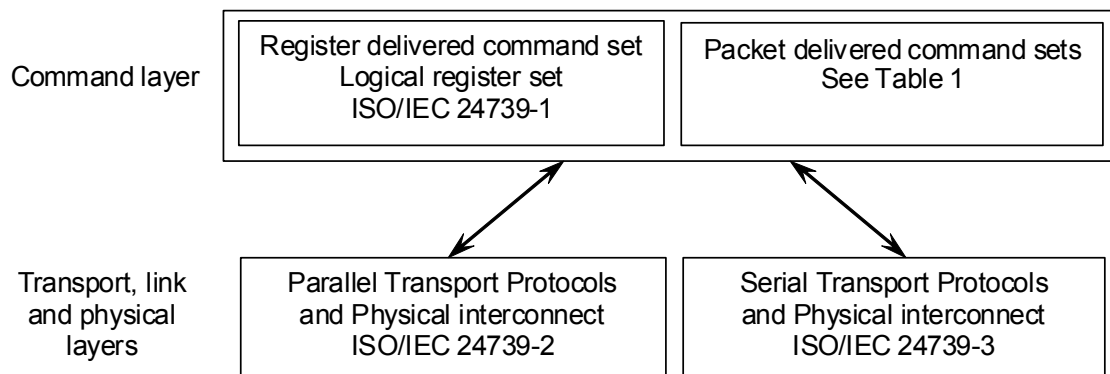 Command layer
Register delivered command set
Logical register set
ISO/IEC 24739-1
Packet delivered command sets
See Table 1
Transport, link
and physical
layers
Parallel Transport Protocols
and Physical interconnect
ISO/IEC 24739-2
Serial Transport Protocols
and Physical interconnect
ISO/IEC 24739-3